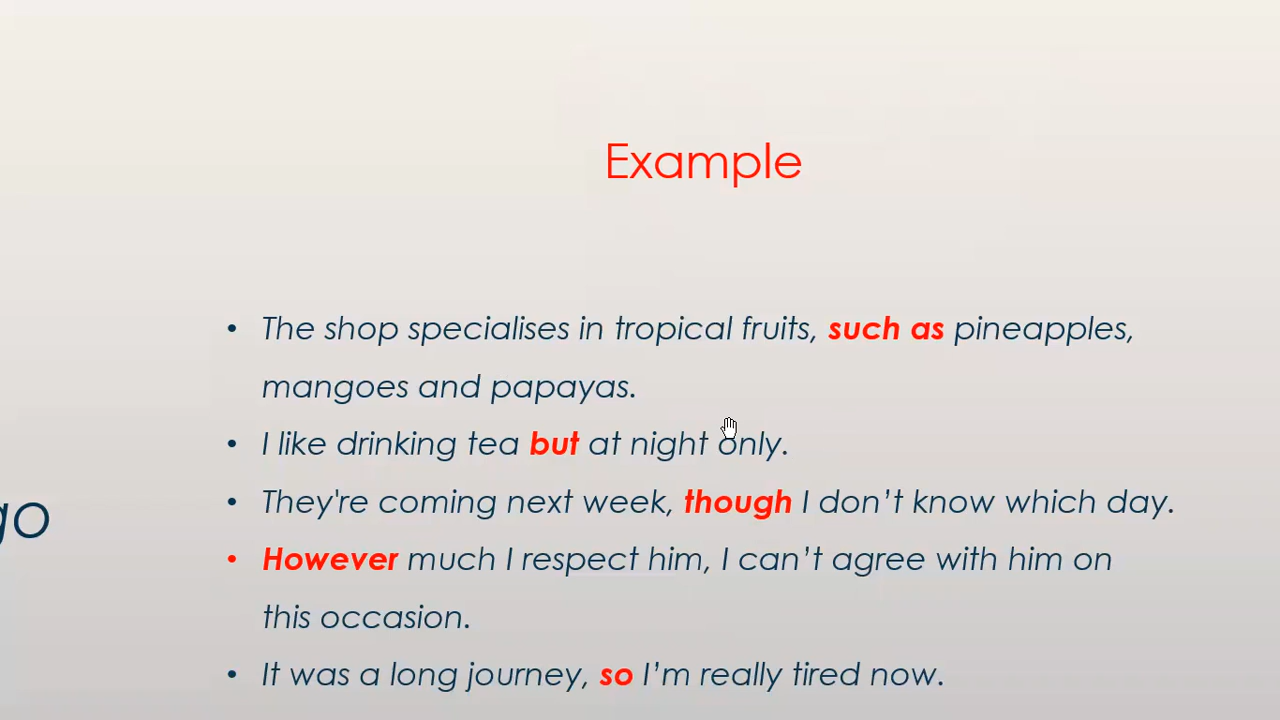 Example
• The shop specialises in tropical fruits, such as pineapples,
mangoes and papayas.
• I like drinking tea but at night only.
• They're coming next week, though I don’t know which day.
go
• However much I respect him, I can’t agree with him on
this occasion.
• It was a long journey, so I’m really tired now.